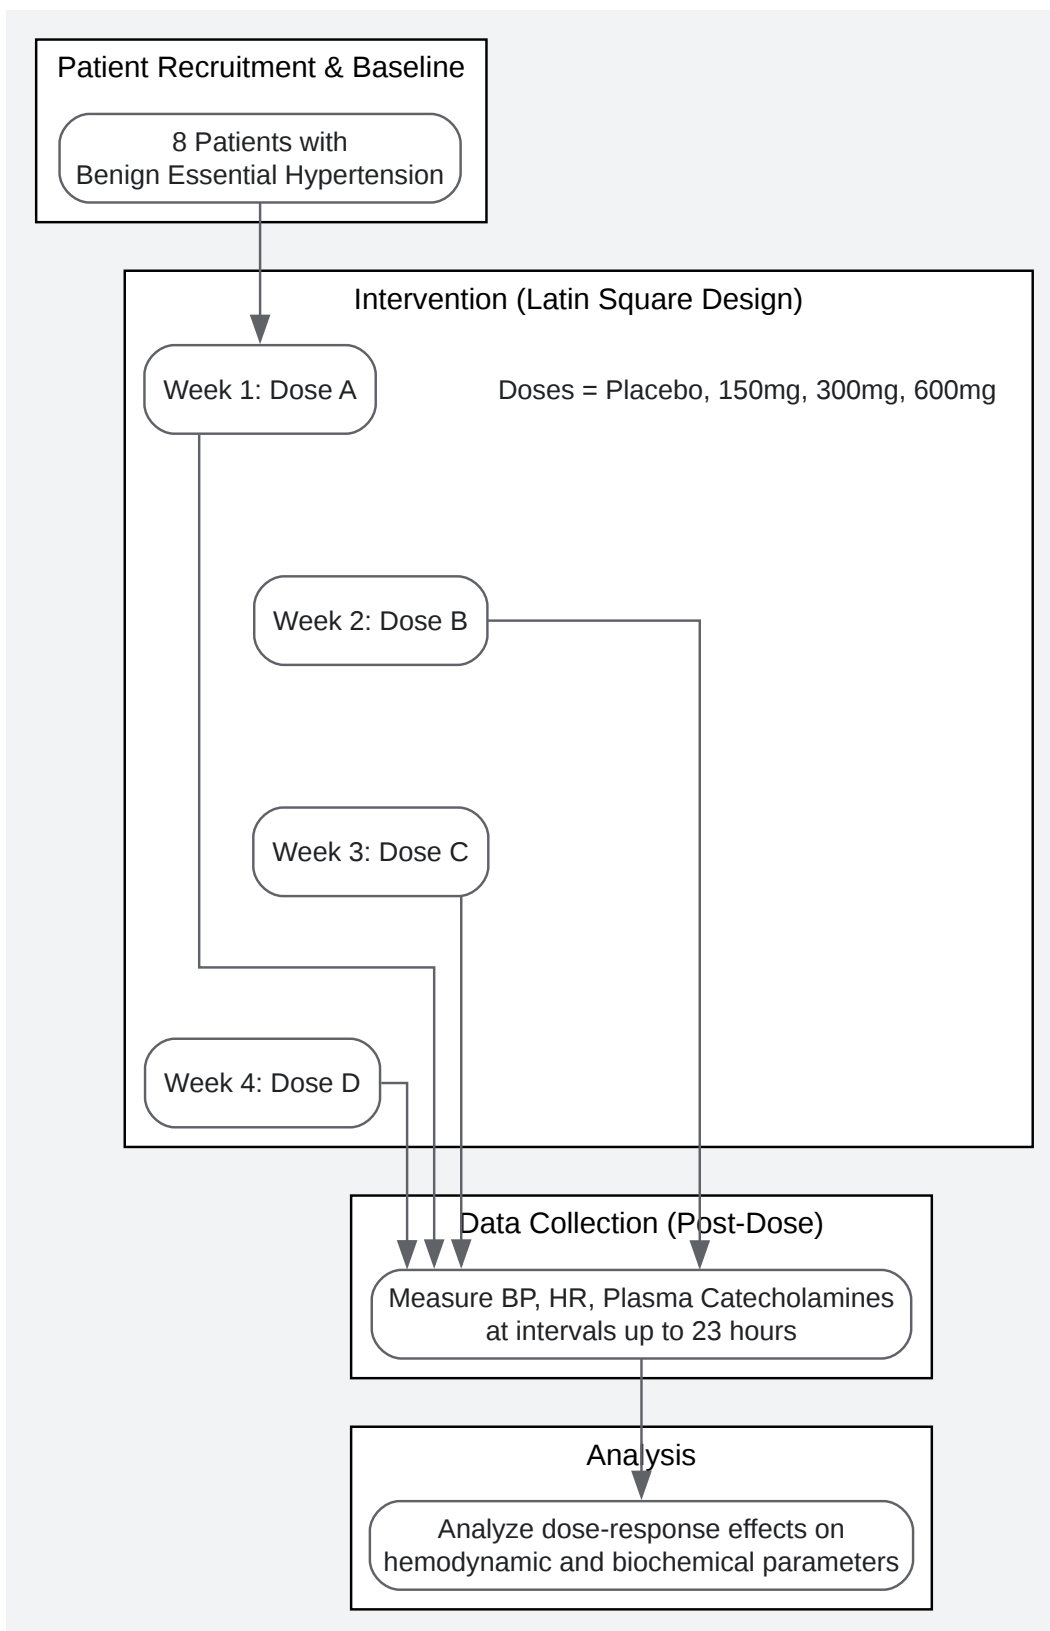 Patient Recruitment & Baseline
8 Patients with
Benign Essential Hypertension
Intervention (Latin Square Design)
Week 1: Dose A
Doses = Placebo, 150mg, 300mg, 600mg
Week 2: Dose B
Week 3: Dose C
Week 4: Dose D
Data Collection (Post-Dose)
Measure BP, HR, Plasma Catecholamines
at intervals up to 23 hours
Analysis
Analyze dose-response effects on
hemodynamic and biochemical parameters